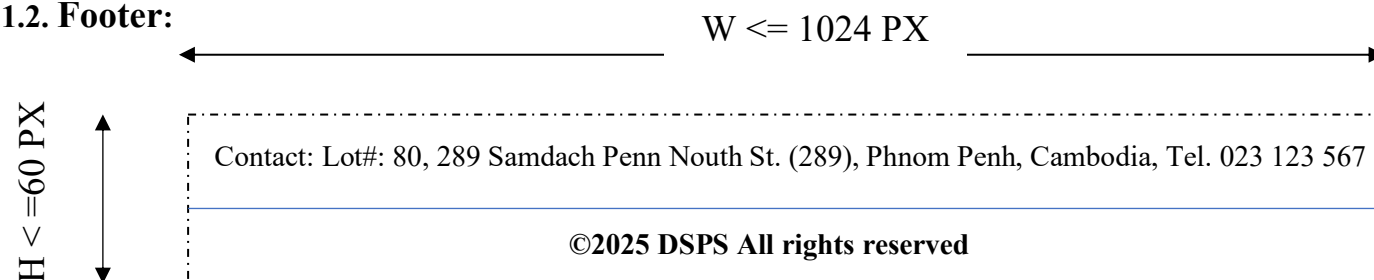 1.2. Footer:
W <= 1024 PX
H < =60 PX
Contact: Lot#: 80, 289 Samdach Penn Nouth St. (289), Phnom Penh, Cambodia, Tel. 023 123 567
©2025 DSPS All rights reserved